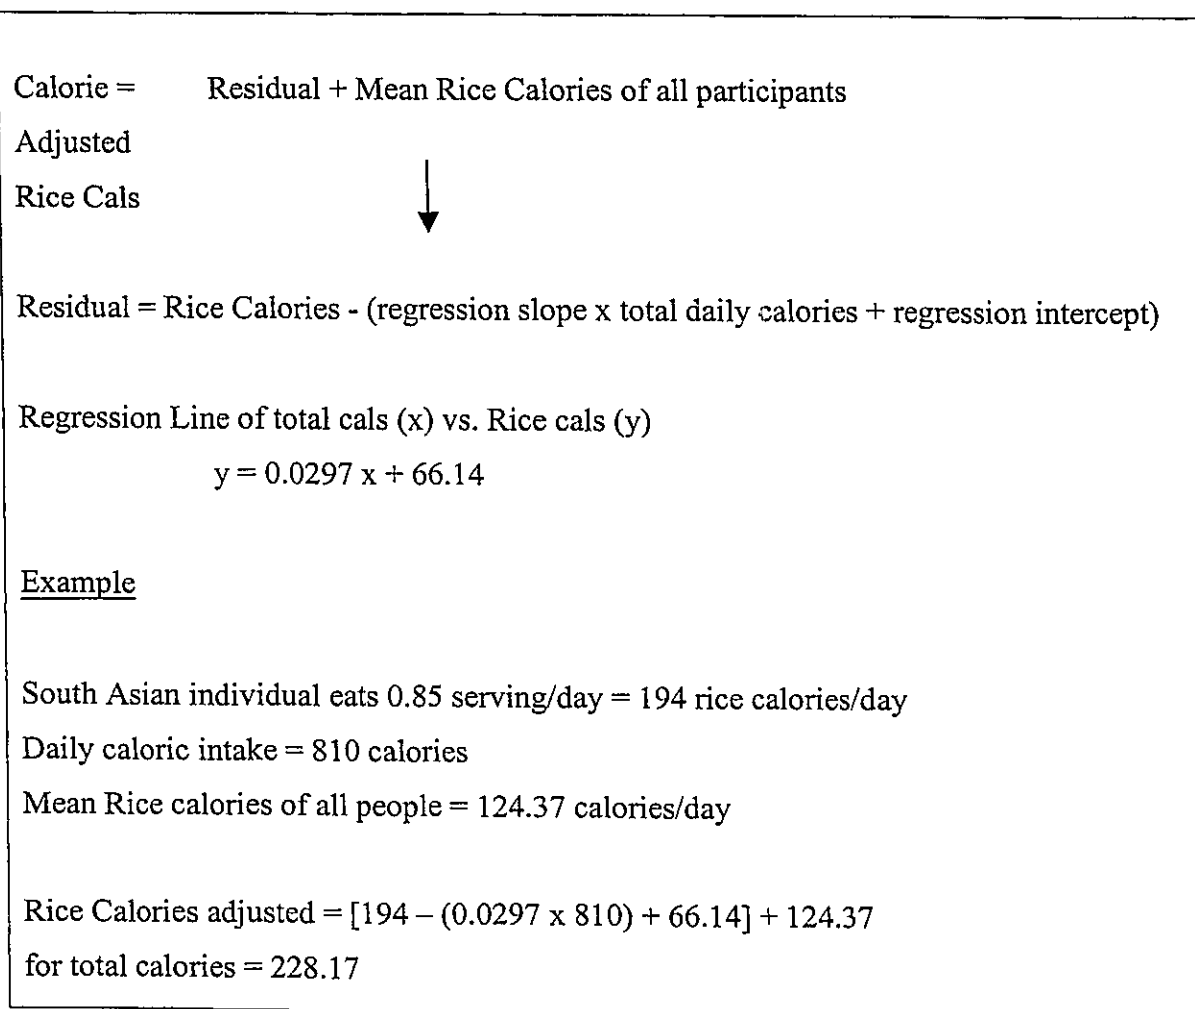 Calorie = Residual + Mean Rice Calories of all participants
Adjusted
Rice Cals
Residual = Rice Calories - (regression slope x total daily calories + regression intercept)
Regression Line of total cals (x) vs. Rice cals (y)
y = 0.0297 x + 66.14
Example
South Asian individual eats 0.85 serving/day = 194 rice calories/day
Daily caloric intake = 810 calories
Mean Rice calories of all people = 124.37 calories/day
Rice Calories adjusted = [194 – (0.0297 x 810) + 66.14] + 124.37
for total calories = 228.17